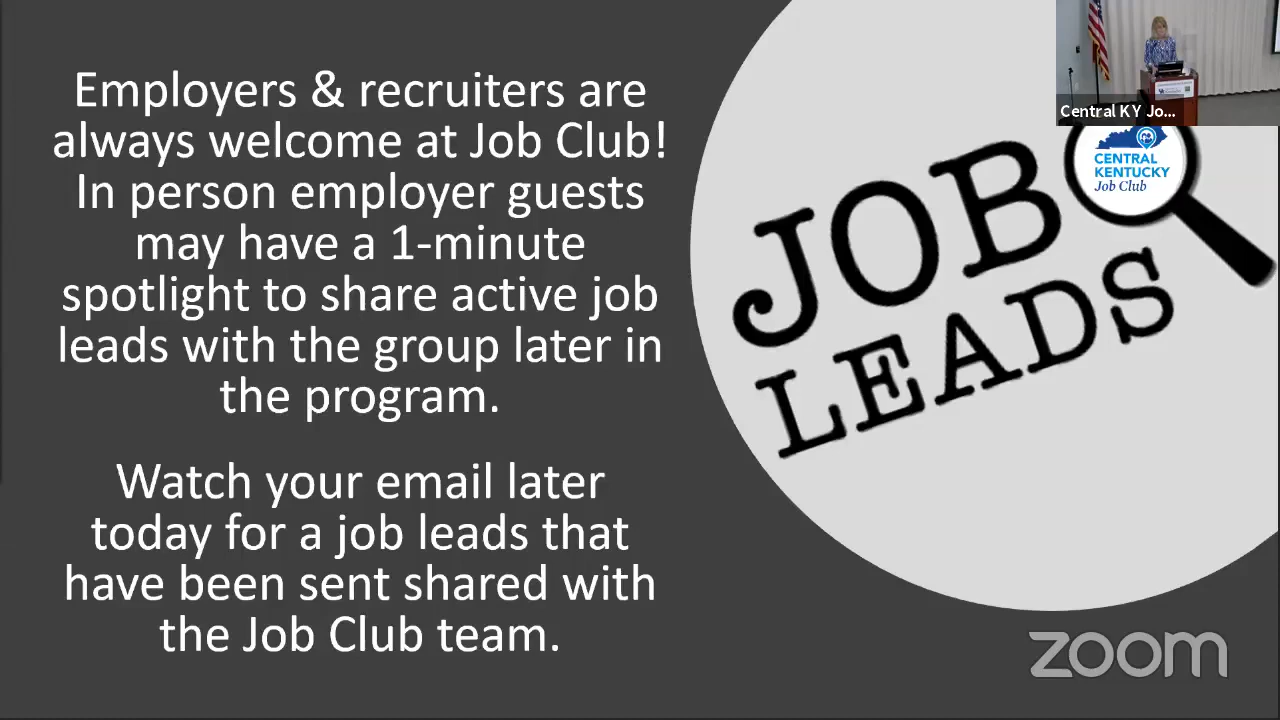 Employers & recruiters are
always welcome at Job Club!
In person employer guests
may have a 1-minute
spotlight to share active job
leads with the group later in
the program.
Watch your email later
today for a job leads that
have been sent shared with
the Job Club team.
Central KY Jo...
CENTRAL
KENTUCKY
Job Club
JOB
LEADS
zoom